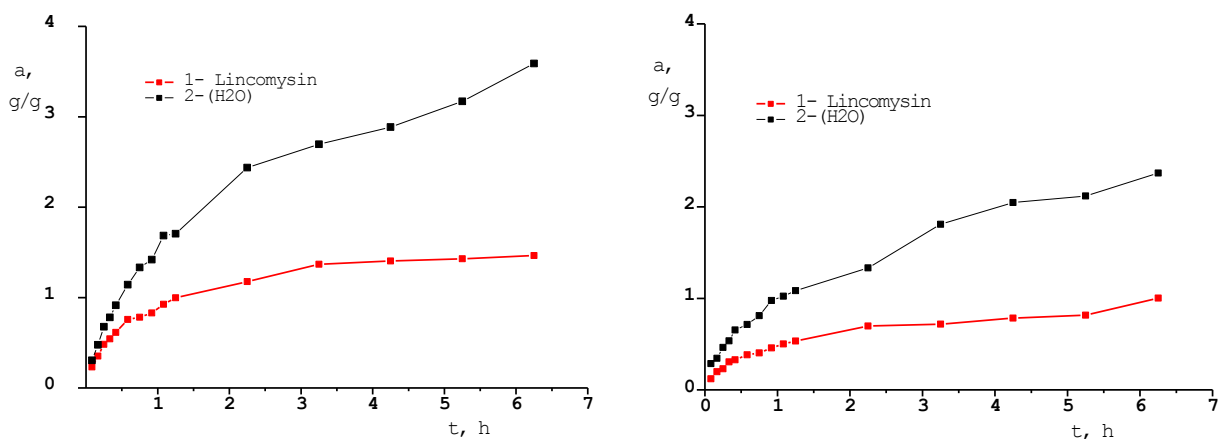 4
a,
g/g
3
2
1
0
1- Lincomysin
2-(H2O)
1 2 3 4 5 6 7
t, h
4
a,
g/g
3
2
1
0
1- Lincomysin
2-(H2O)
0 1 2 3 4 5 6 7
t, h